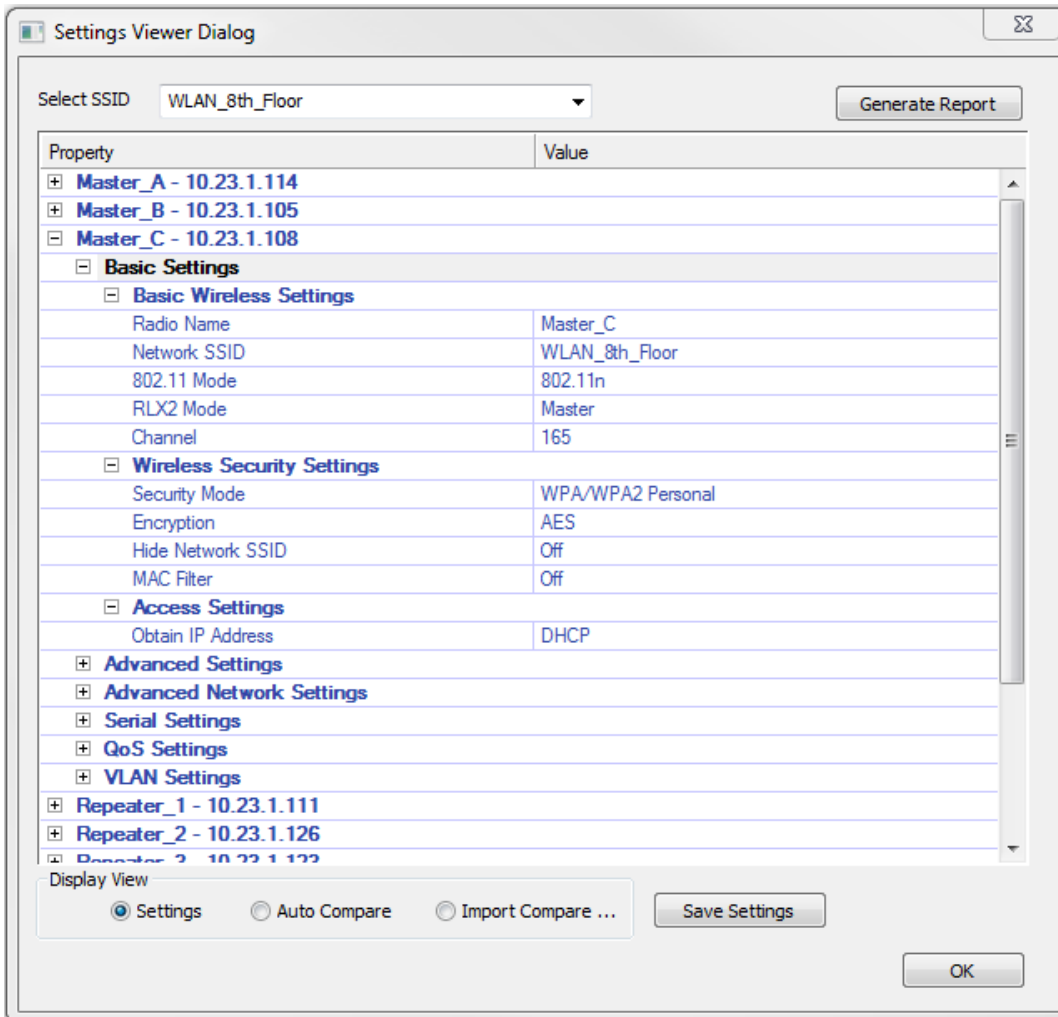 Settings Viewer Dialog
Select SSID WLAN_8th_Floor Generate Report
Property Value
Master_A - 10.23.1.114
Master_B - 10.23.1.105
Master_C - 10.23.1.108
Basic Settings
Basic Wireless Settings
Radio Name Master_C
Network SSID WLAN_8th_Floor
802.11 Mode 802.11n
RLX2 Mode Master
Channel 165
Wireless Security Settings
Security Mode WPA/WPA2 Personal
Encryption AES
Hide Network SSID Off
MAC Filter Off
Access Settings
Obtain IP Address DHCP
Advanced Settings
Advanced Network Settings
Serial Settings
QoS Settings
VLAN Settings
Repeater_1 - 10.23.1.111
Repeater_2 - 10.23.1.126
Repeater_3 - 10.23.1.123
Display View
Settings Auto Compare Import Compare ... Save Settings
OK